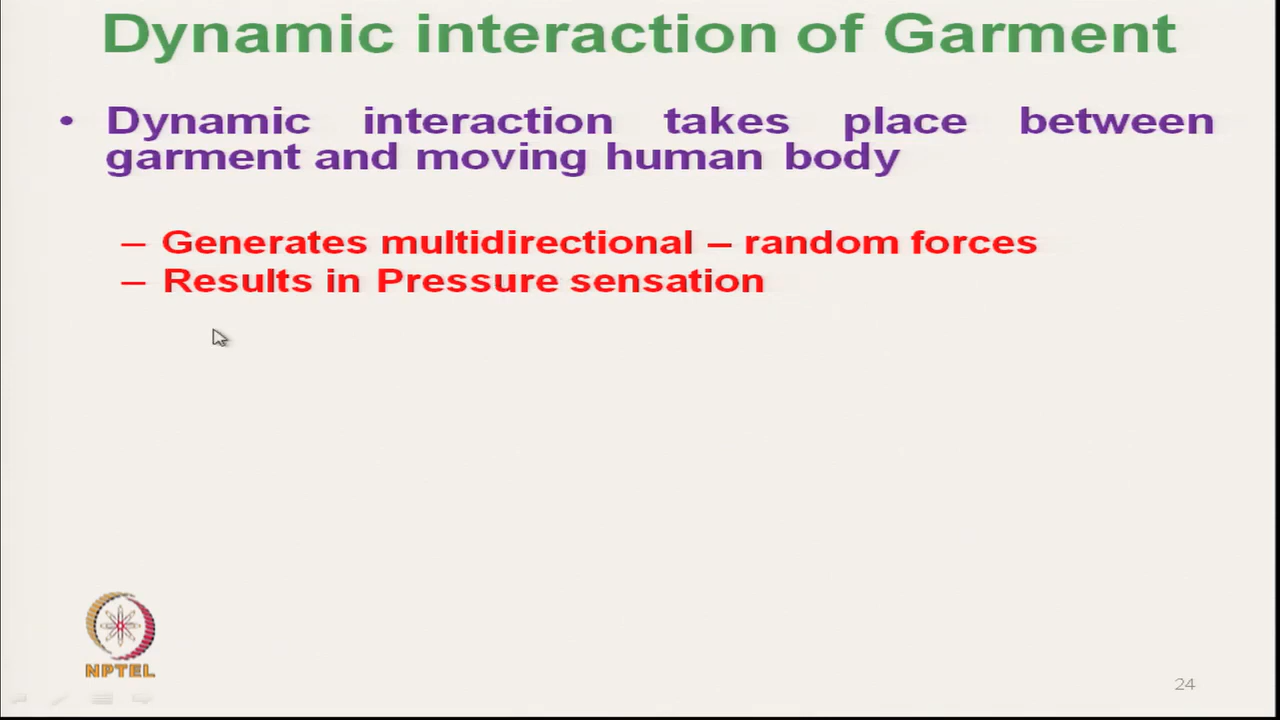 Dynamic interaction of Garment
• Dynamic interaction takes place between
garment and moving human body
– Generates multidirectional – random forces
– Results in Pressure sensation
NPTEL
24